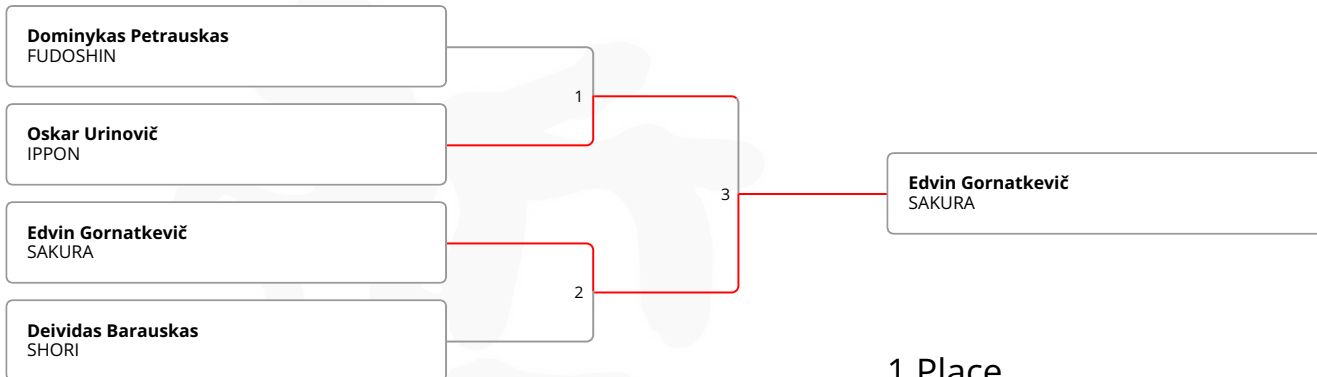 Dominykas Petrauskas
FUDOSHIN
1
Oskar Urinovič
IPPON
Edvin Gornatkevič
SAKURA
3
Edvin Gornatkevič
SAKURA
2
Deividas Barauskas
SHORI
1 Place